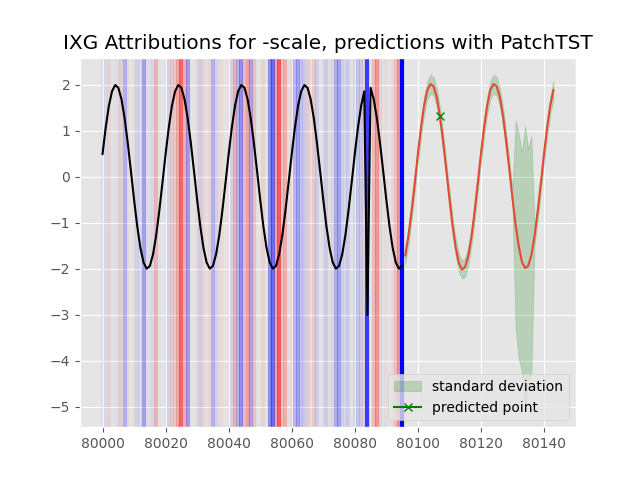 IXG Attributions for -scale, predictions with PatchTST
2
1
0
−1
−2
−3
−4
−5
standard deviation
predicted point
80000 80020 80040 80060 80080 80100 80120 80140